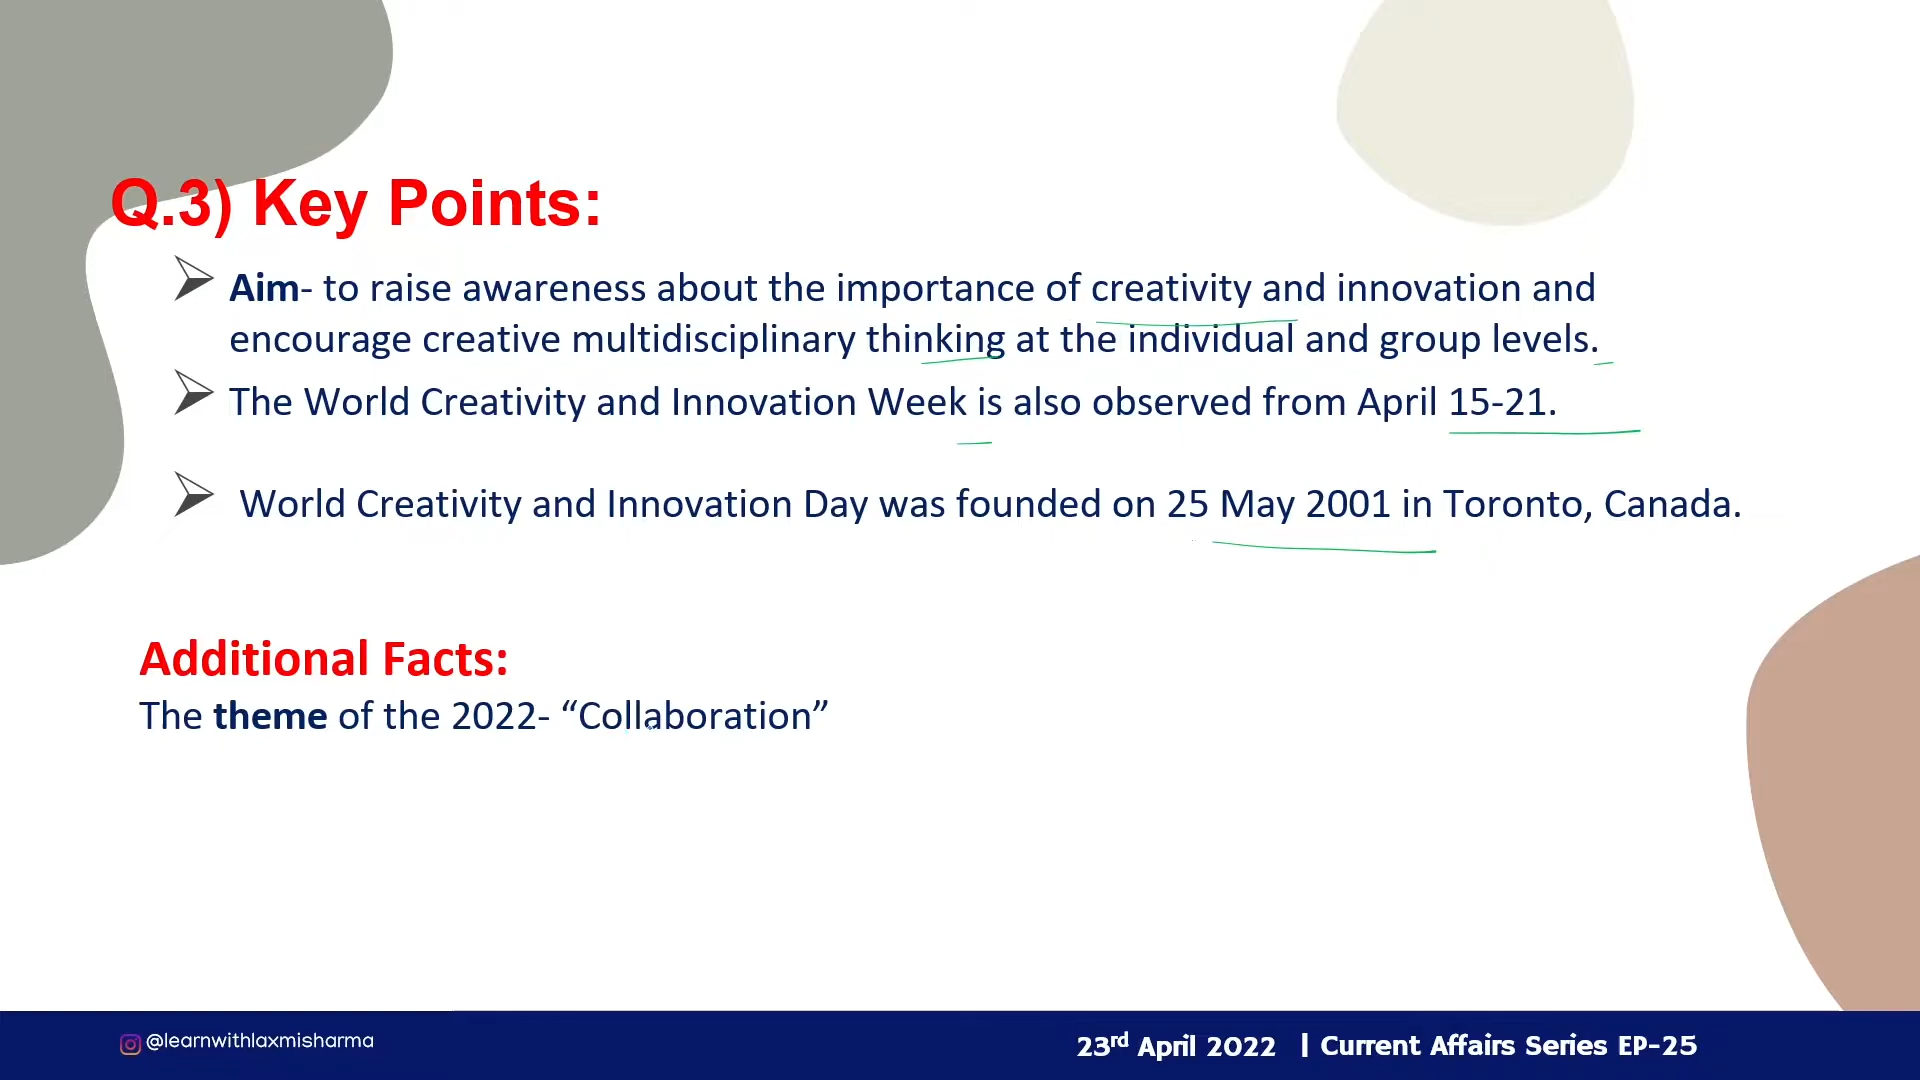 Q.3) Key Points:
Aim- to raise awareness about the importance of creativity and innovation and
encourage creative multidisciplinary thinking at the individual and group levels.
The World Creativity and Innovation Week is also observed from April 15-21.
World Creativity and Innovation Day was founded on 25 May 2001 in Toronto, Canada.
Additional Facts:
The theme of the 2022- “Collaboration”
@learnwithlaxmisharma
23rd April 2022 | Current Affairs Series EP-25